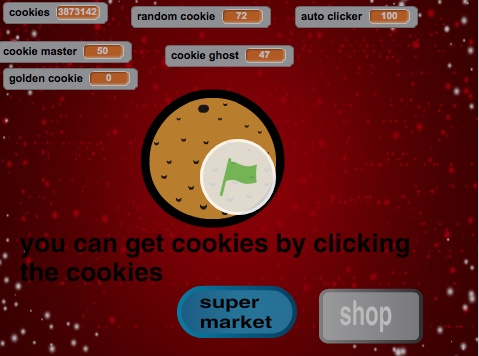 cookies 3873142
random cookie 72
auto clicker 100
cookie master 50
cookie ghost 47
golden cookie 0
you can get cookies by clicking
the cookies
super
market
shop